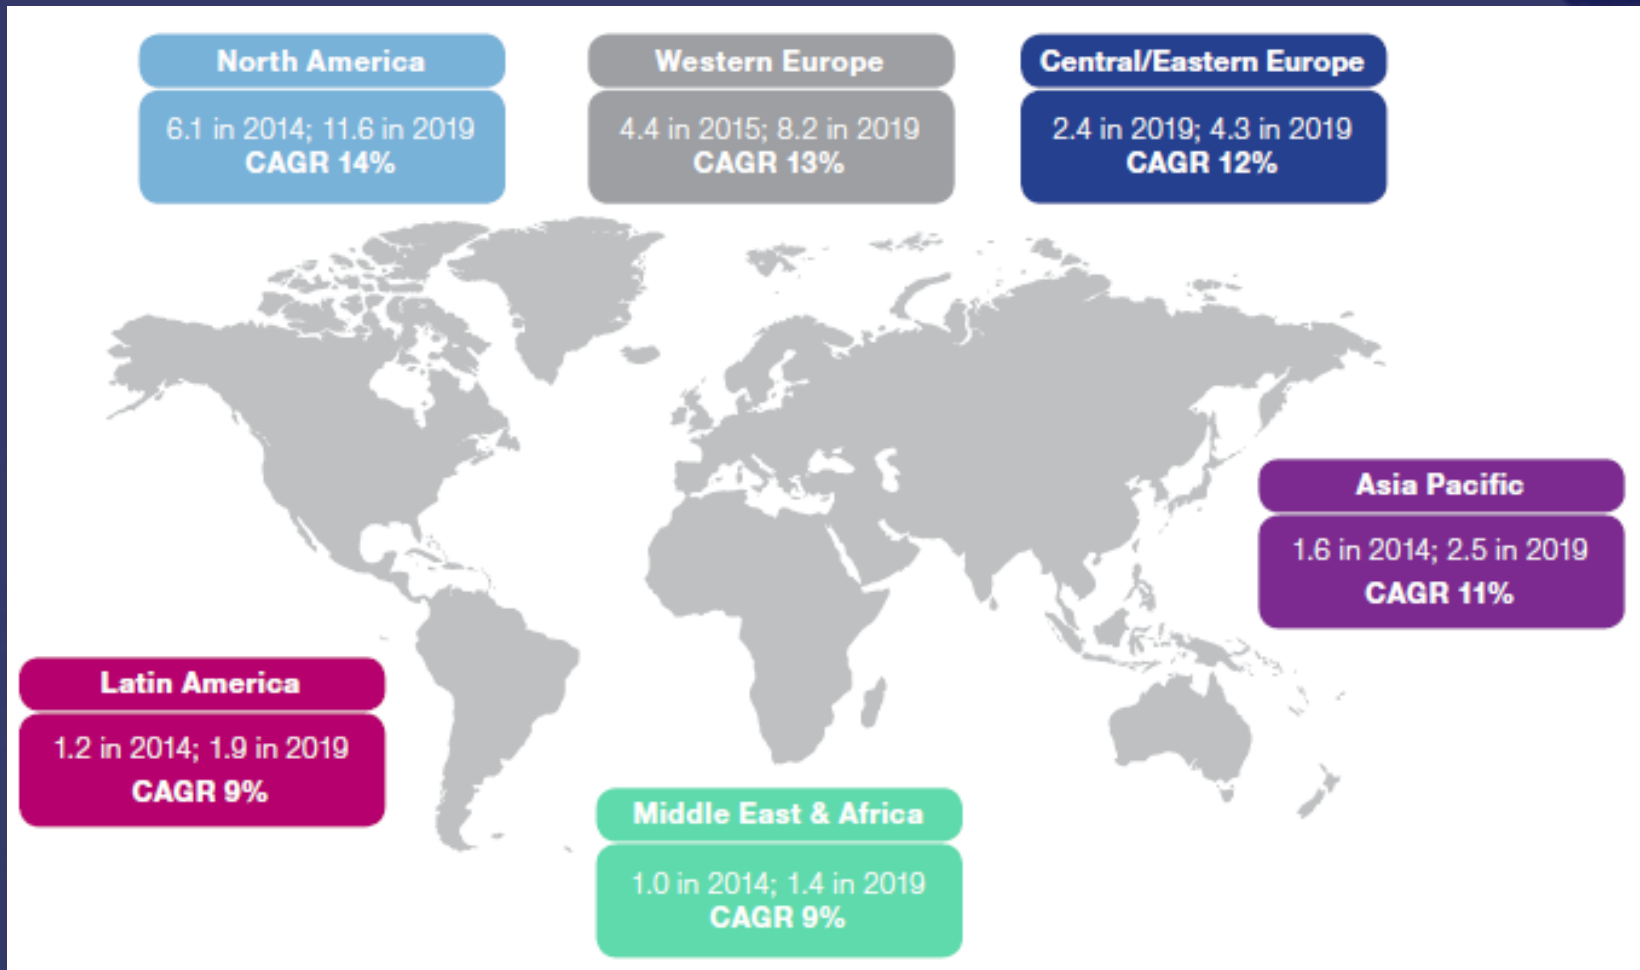 North America
6.1 in 2014; 11.6 in 2019
CAGR 14%
Western Europe
4.4 in 2015; 8.2 in 2019
CAGR 13%
Central/Eastern Europe
2.4 in 2019; 4.3 in 2019
CAGR 12%
Asia Pacific
1.6 in 2014; 2.5 in 2019
CAGR 11%
Latin America
1.2 in 2014; 1.9 in 2019
CAGR 9%
Middle East & Africa
1.0 in 2014; 1.4 in 2019
CAGR 9%